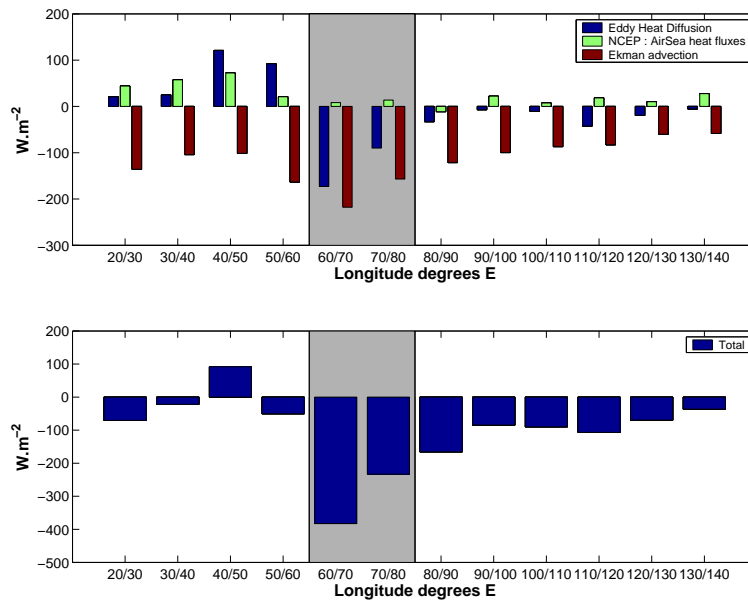 200
100
0
−100
−200
−300
W.m−2
Eddy Heat Diffusion
NCEP : AirSea heat fluxes
Ekman advection
20/30 30/40 40/50 50/60 60/70 70/80 80/90 90/100 100/110 110/120 120/130 130/140
Longitude degrees E
200
100
0
−100
−200
−300
−400
−500
W.m−2
Total
20/30 30/40 40/50 50/60 60/70 70/80 80/90 90/100 100/110 110/120 120/130 130/140
Longitude degrees E